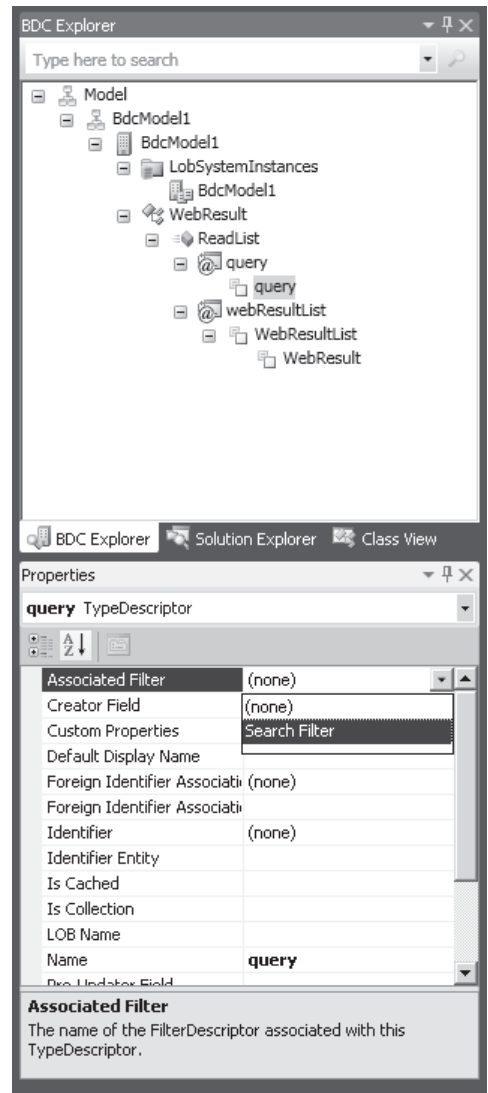 BDC Explorer
Type here to search
Model
BdcModel1
BdcModel1
LobSystemInstances
BdcModel1
WebResult
ReadList
query
query
webResultList
WebResultList
WebResult
BDC Explorer Solution Explorer Class View
Properties
query TypeDescriptor
Associated Filter (none)
Creator Field (none)
Custom Properties Search Filter
Default Display Name
Foreign Identifier Associati (none)
Foreign Identifier Associati
Identifier (none)
Identifier Entity
Is Cached
Is Collection
LOB Name
Name query
Pre-Updater Field
Associated Filter
The name of the FilterDescriptor associated with this
TypeDescriptor.